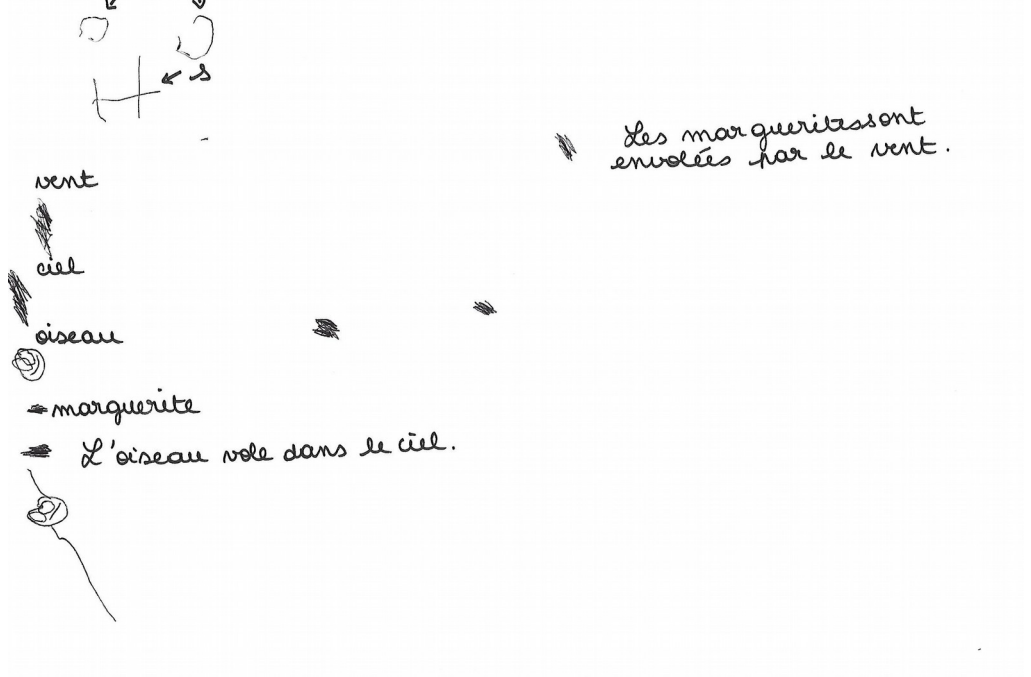 s
Les margueritessont
envolées par le vent.
vent
ciel
oiseau
marguerite
L'oiseau vole dans le ciel.